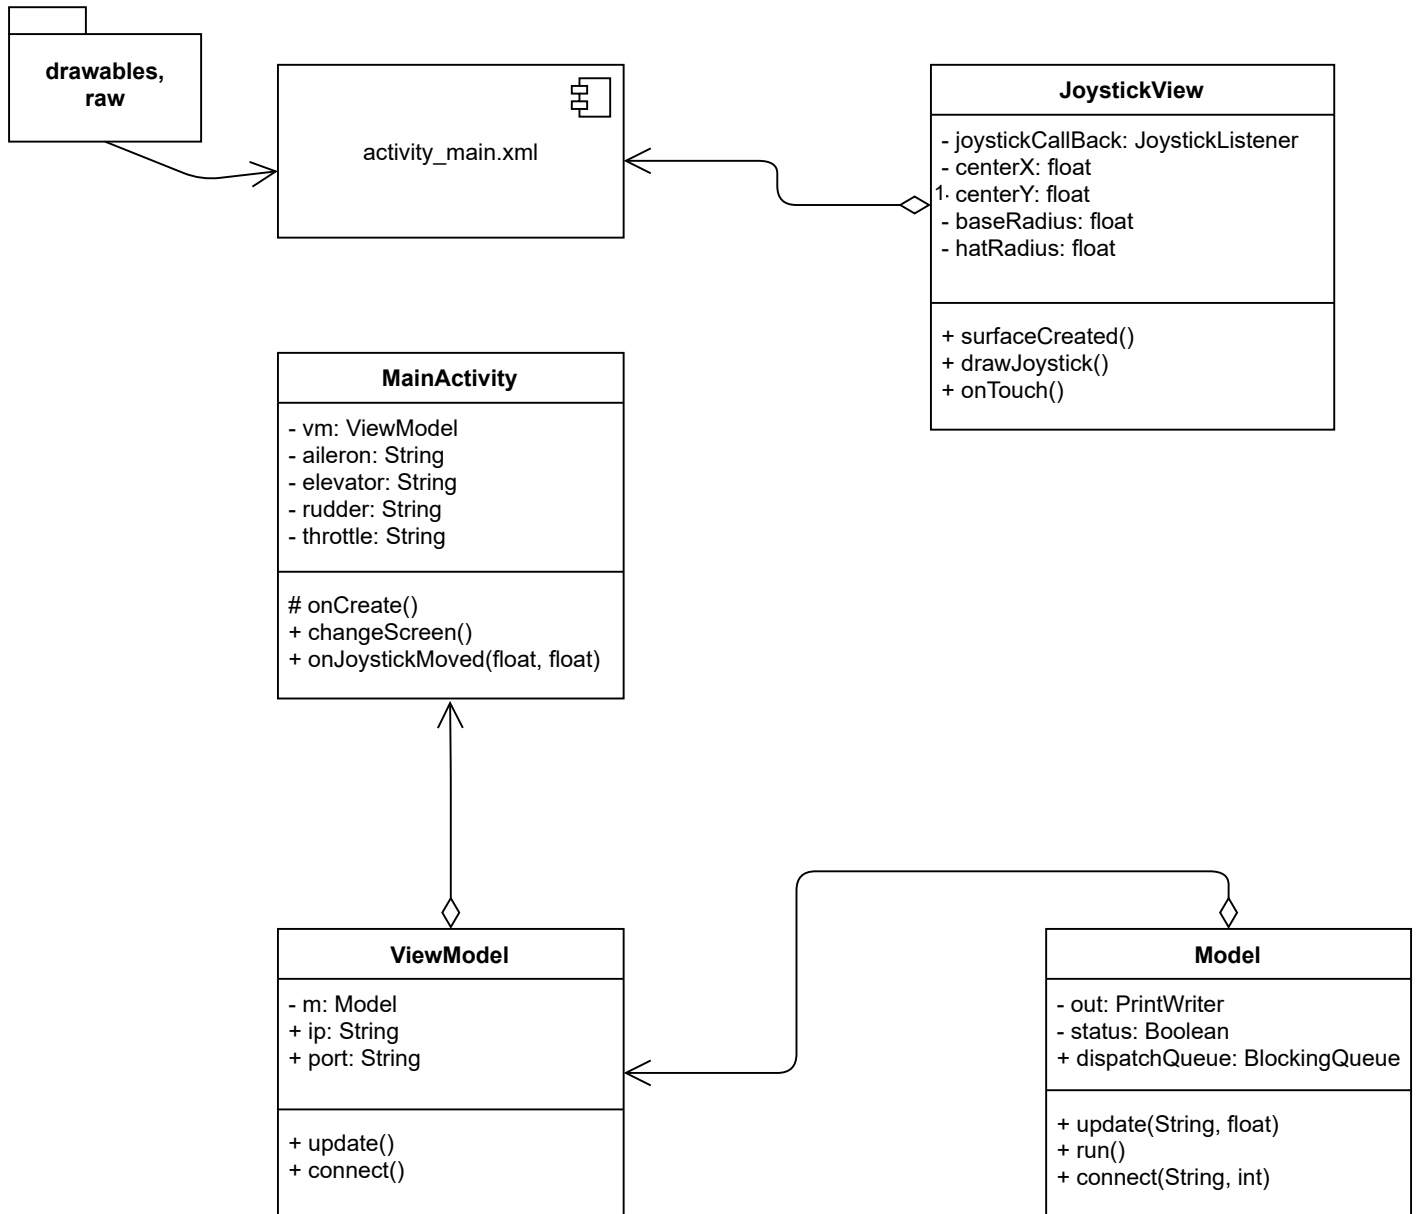 drawables,
raw
activity_main.xml
JoystickView
- joystickCallBack: JoystickListener
- centerX: float
1
- centerY: float
- baseRadius: float
- hatRadius: float
+ surfaceCreated()
+ drawJoystick()
+ onTouch()
MainActivity
- vm: ViewModel
- aileron: String
- elevator: String
- rudder: String
- throttle: String
# onCreate()
+ changeScreen()
+ onJoystickMoved(float, float)
ViewModel
- m: Model
+ ip: String
+ port: String
+ update()
+ connect()
Model
- out: PrintWriter
- status: Boolean
+ dispatchQueue: BlockingQueue
+ update(String, float)
+ run()
+ connect(String, int)